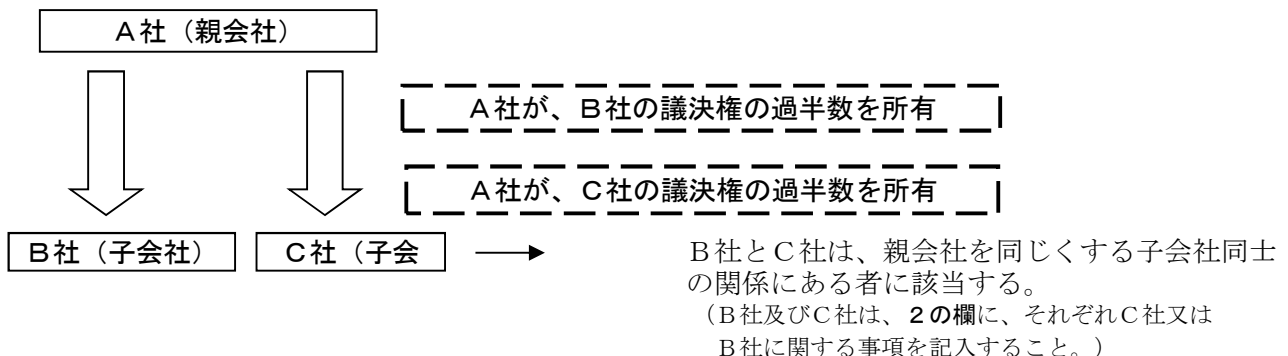 A社（親会社）
A社が、B社の議決権の過半数を所有
A社が、C社の議決権の過半数を所有
B社（子会社）
C社（子会
B社とC社は、親会社を同じくする子会社同士
の関係にある者に該当する。
（B社及びC社は、２の欄に、それぞれC社又は
B社に関する事項を記入すること。）